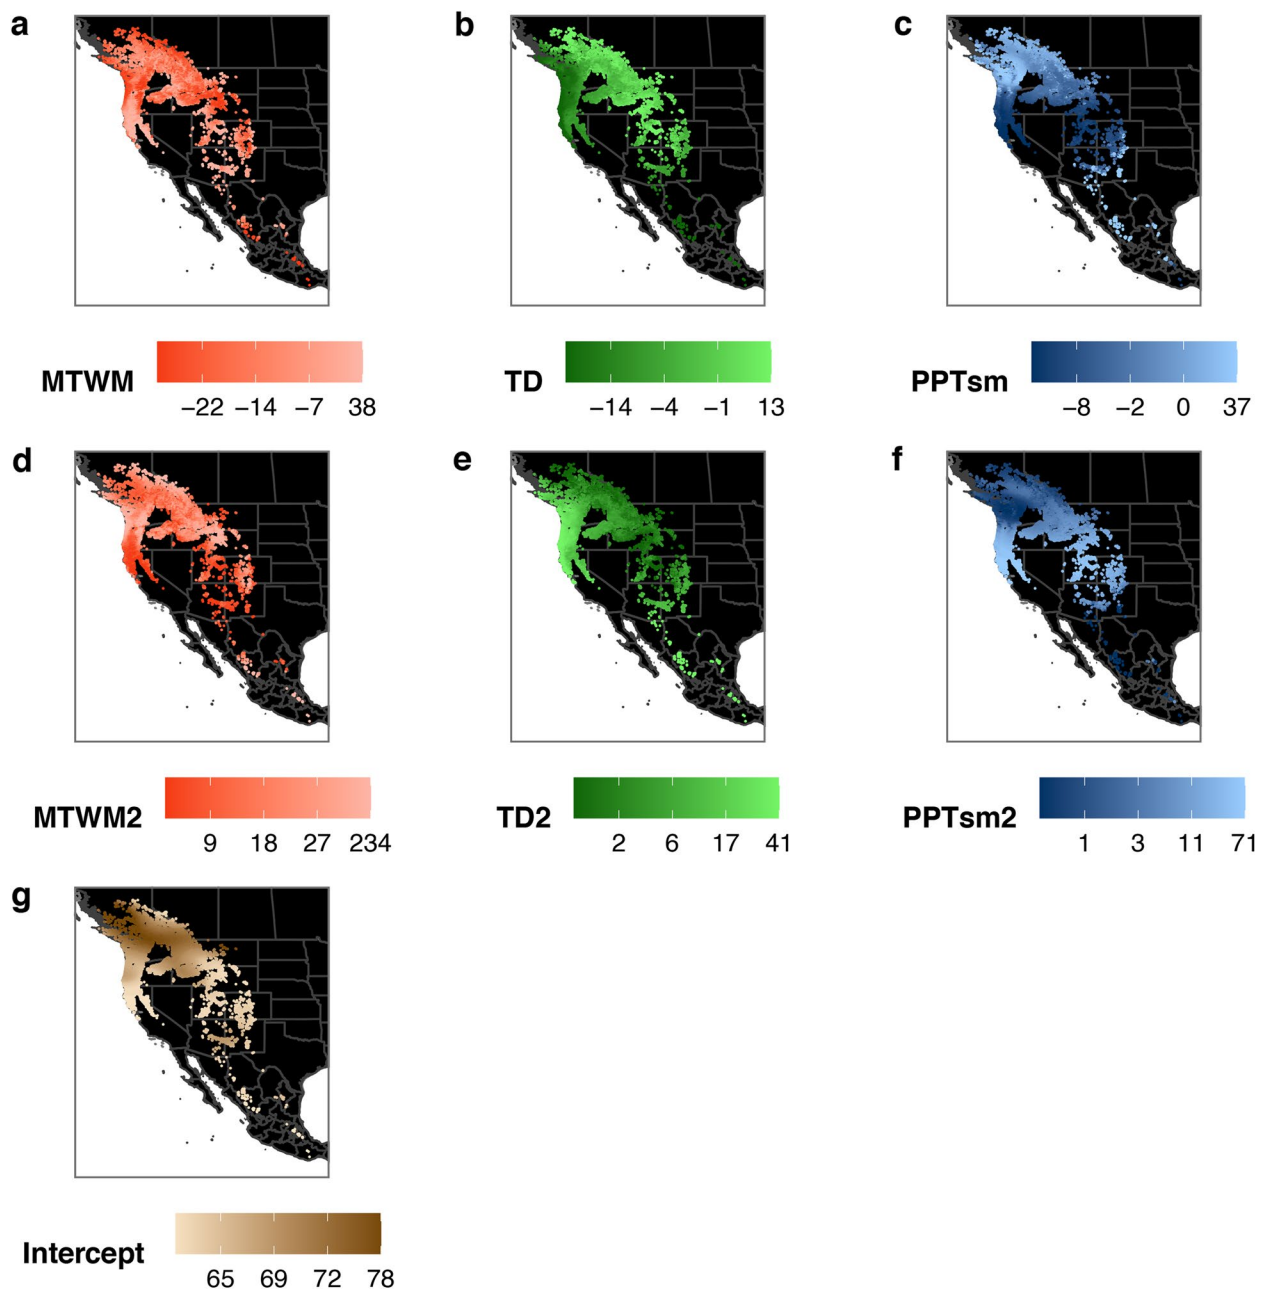 a
b
c
MTWM
−22 −14 −7 38
TD
−14 −4 −1 13
PPTsm
−8 −2 0 37
d
e
f
MTWM2
9 18 27 234
TD2
2 6 17 41
PPTsm2
1 3 11 71
g
Intercept
65 69 72 78